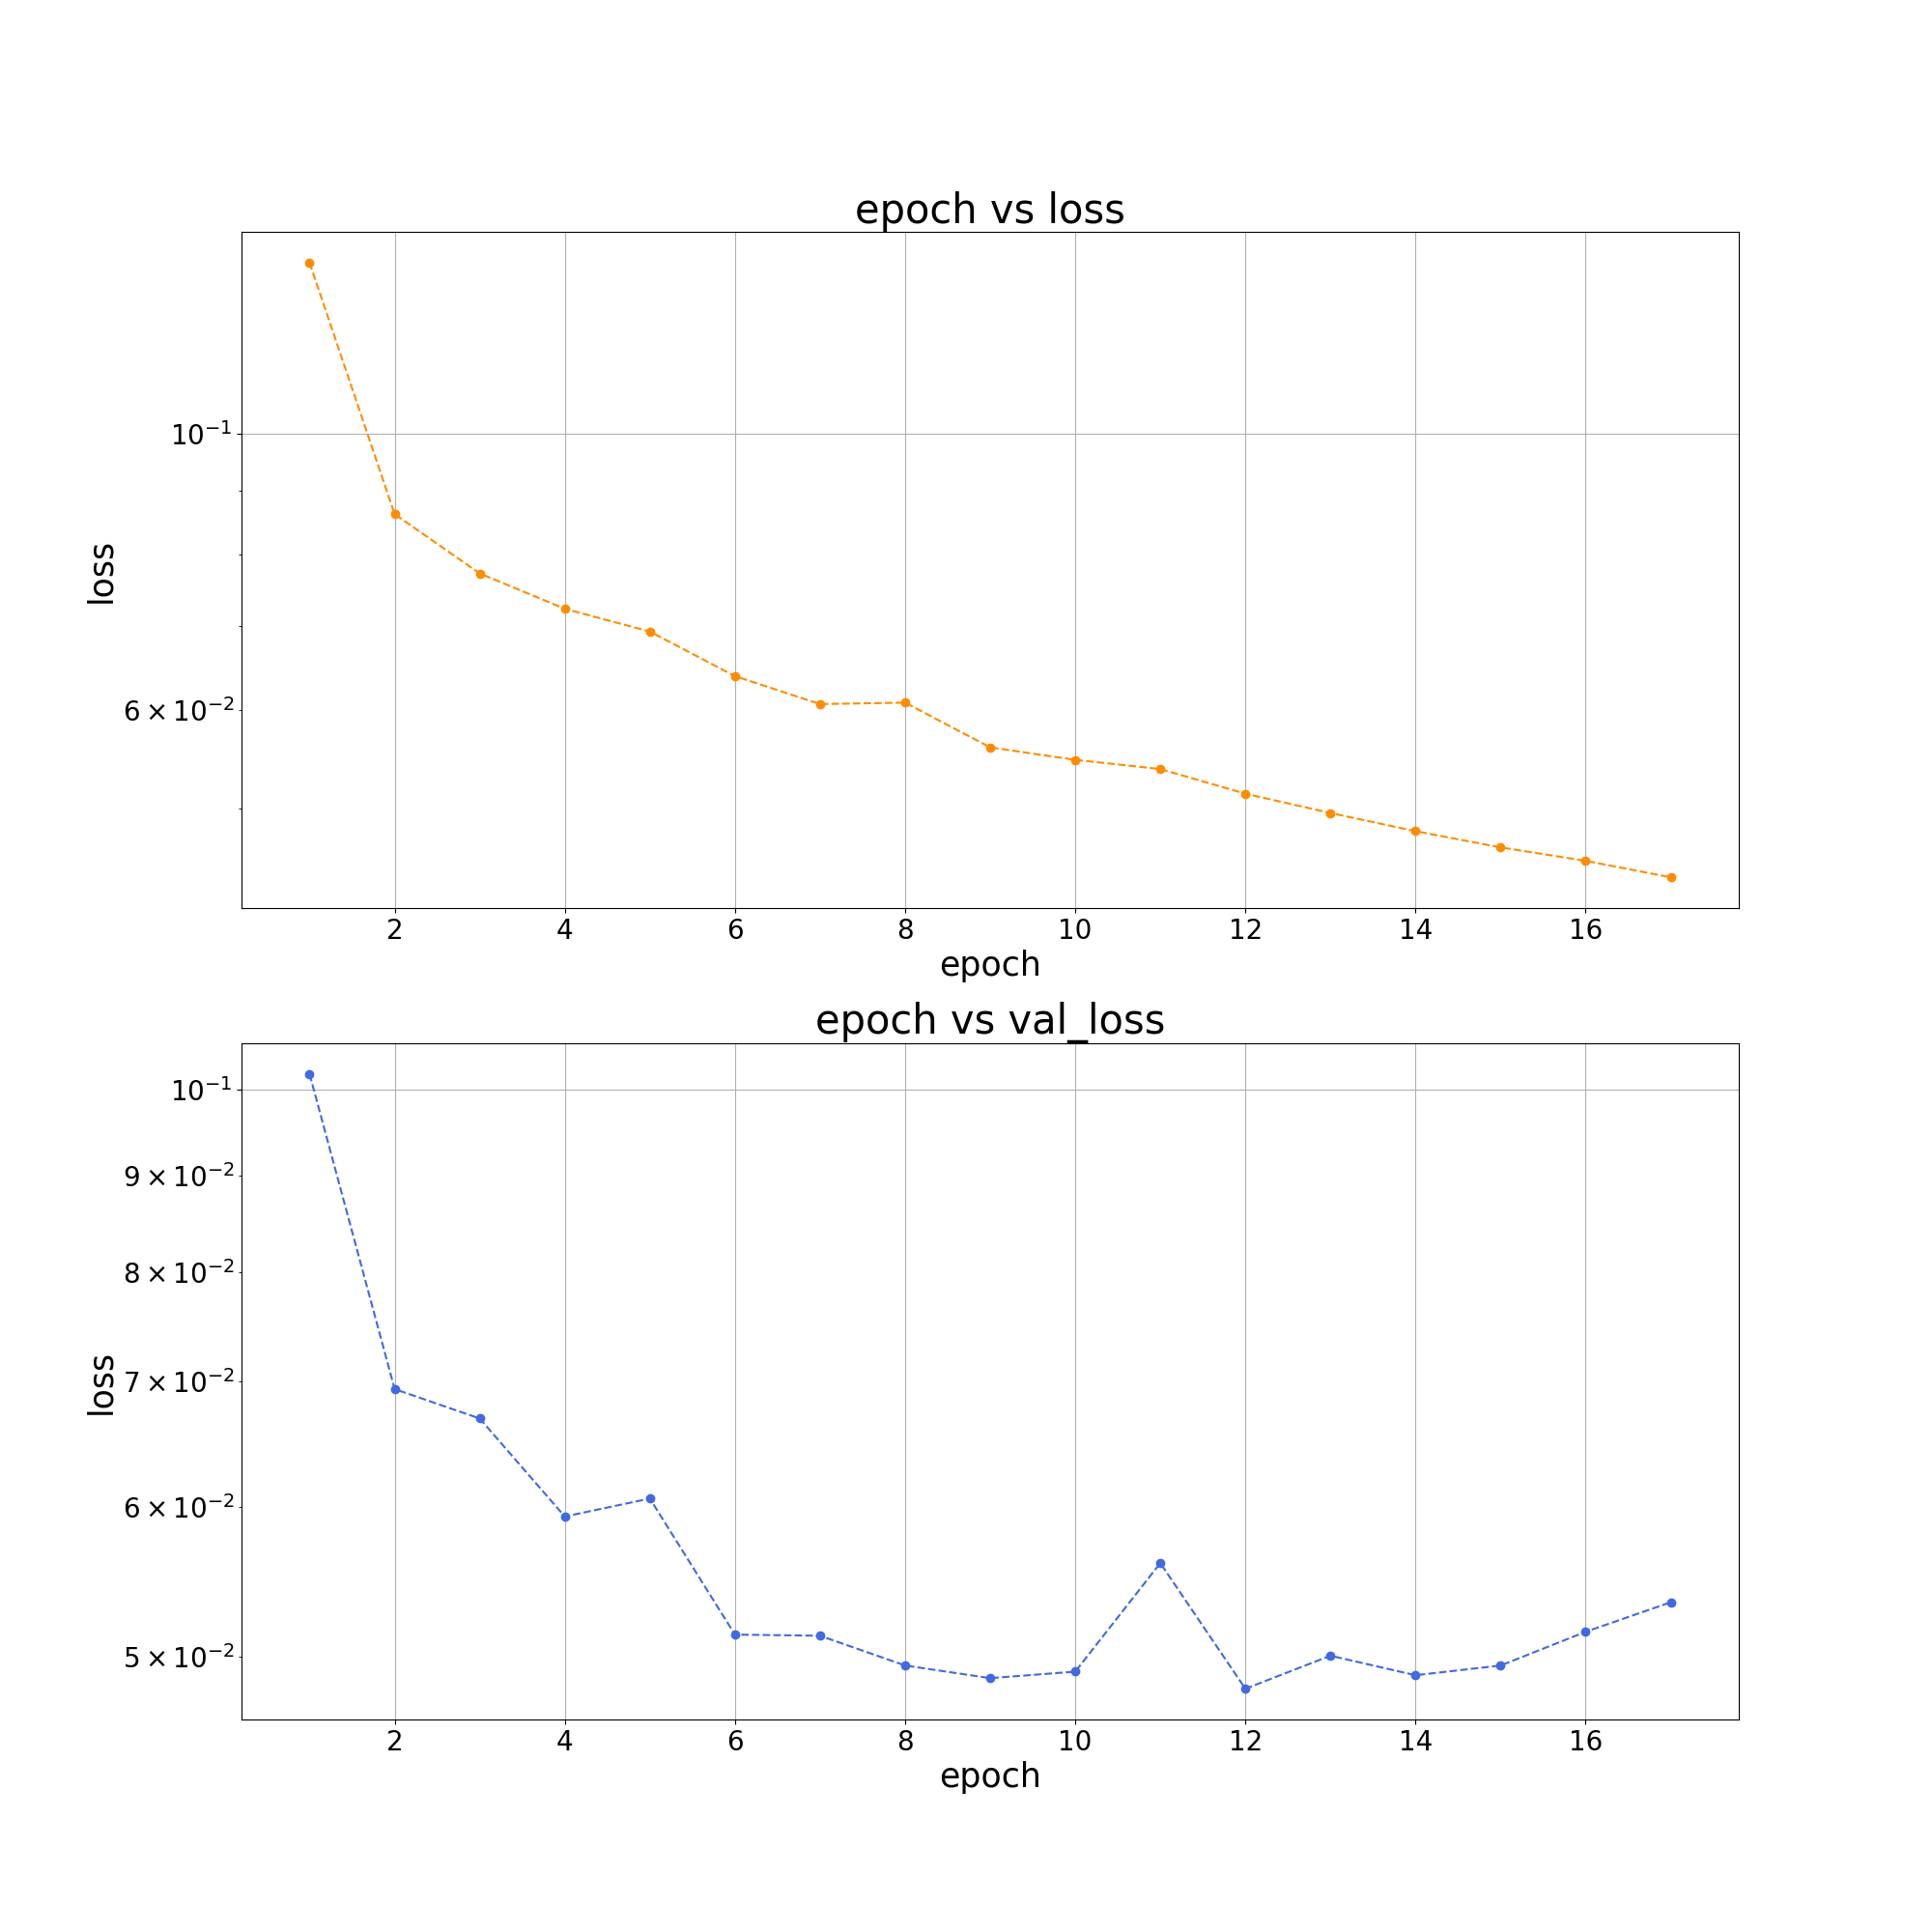 epoch vs loss
10⁻¹
6 × 10⁻²
loss
2 4 6 8 10 12 14 16
epoch
epoch vs val_loss
10⁻¹
9 × 10⁻²
8 × 10⁻²
7 × 10⁻²
6 × 10⁻²
5 × 10⁻²
loss
2 4 6 8 10 12 14 16
epoch